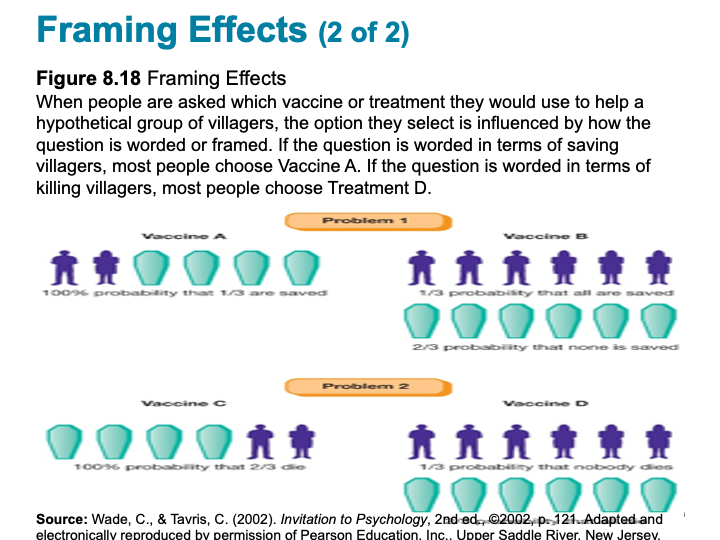 Framing Effects (2 of 2)
Figure 8.18 Framing Effects
When people are asked which vaccine or treatment they would use to help a
hypothetical group of villagers, the option they select is influenced by how the
question is worded or framed. If the question is worded in terms of saving
villagers, most people choose Vaccine A. If the question is worded in terms of
killing villagers, most people choose Treatment D.
Problem 1
Vaccine A
Vaccine B
100% probability that 1/3 are saved
1/3 probability that all are saved
2/3 probability that none is saved
Problem 2
Vaccine C
Vaccine D
100% probability that 2/3 die
1/3 probability that nobody dies
Source: Wade, C., & Tavris, C. (2002). Invitation to Psychology, 2nd ed., ©2002, p. 121. Adapted and
electronically reproduced by permission of Pearson Education, Inc., Upper Saddle River, New Jersey.